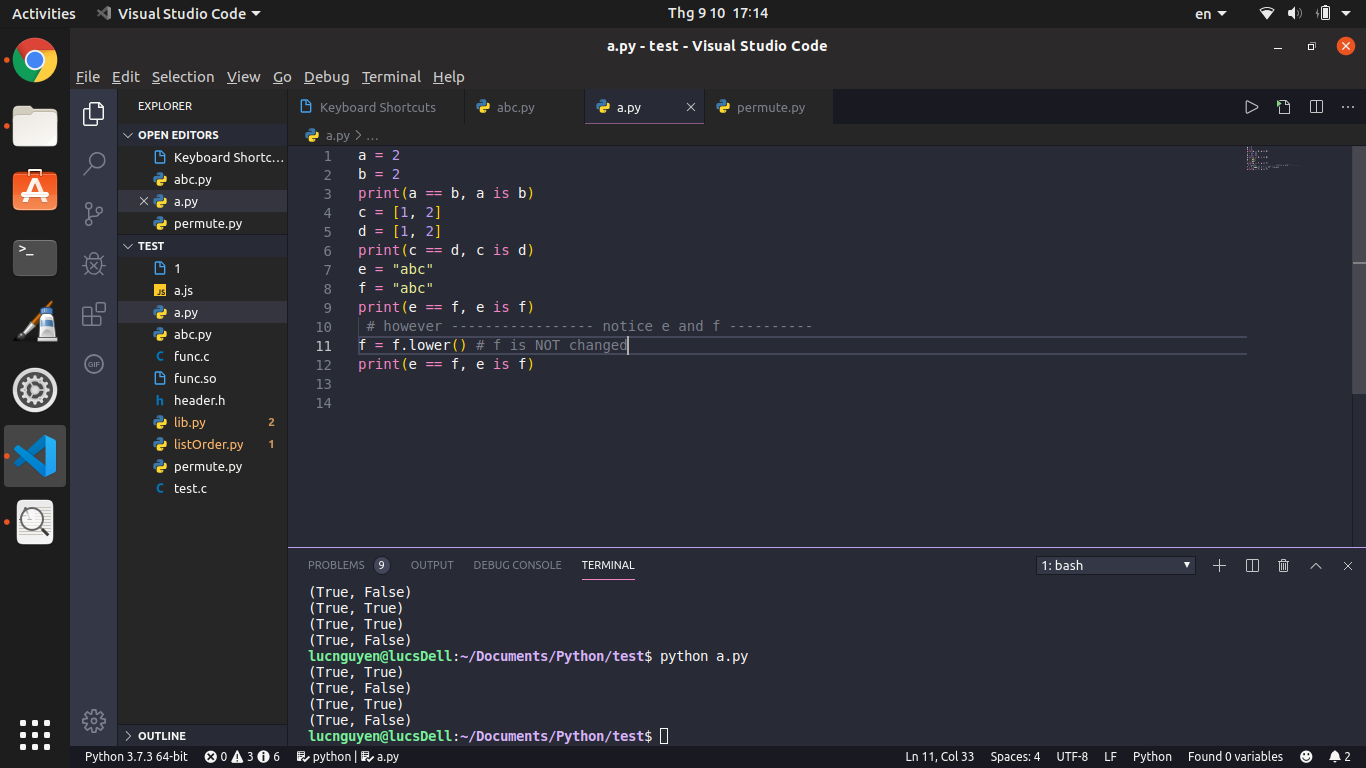 Activities Visual Studio Code Thg 9 10 17:14 en
a.py - test - Visual Studio Code
File Edit Selection View Go Debug Terminal Help
EXPLORER
OPEN EDITORS
Keyboard Shortc...
abc.py
a.py
permute.py
TEST
1
JS a.js
a.py
abc.py
C func.c
func.so
h header.h
lib.py 2
listOrder.py 1
permute.py
C test.c
OUTLINE
GIF
>_
Keyboard Shortcuts abc.py a.py permute.py
a.py > ...
1 a = 2
2 b = 2
3 print(a == b, a is b)
4 c = [1, 2]
5 d = [1, 2]
6 print(c == d, c is d)
7 e = "abc"
8 f = "abc"
9 print(e == f, e is f)
10 # however ----------------- notice e and f ----------
11 f = f.lower() # f is NOT changed
12 print(e == f, e is f)
13
14
PROBLEMS 9 OUTPUT DEBUG CONSOLE TERMINAL 1: bash
(True, False)
(True, True)
(True, True)
(True, False)
lucnguyen@lucsDell:~/Documents/Python/test$ python a.py
(True, True)
(True, False)
(True, True)
(True, False)
lucnguyen@lucsDell:~/Documents/Python/test$
Python 3.7.3 64-bit 0 3 6 python | a.py Ln 11, Col 33 Spaces: 4 UTF-8 LF Python Found 0 variables 2